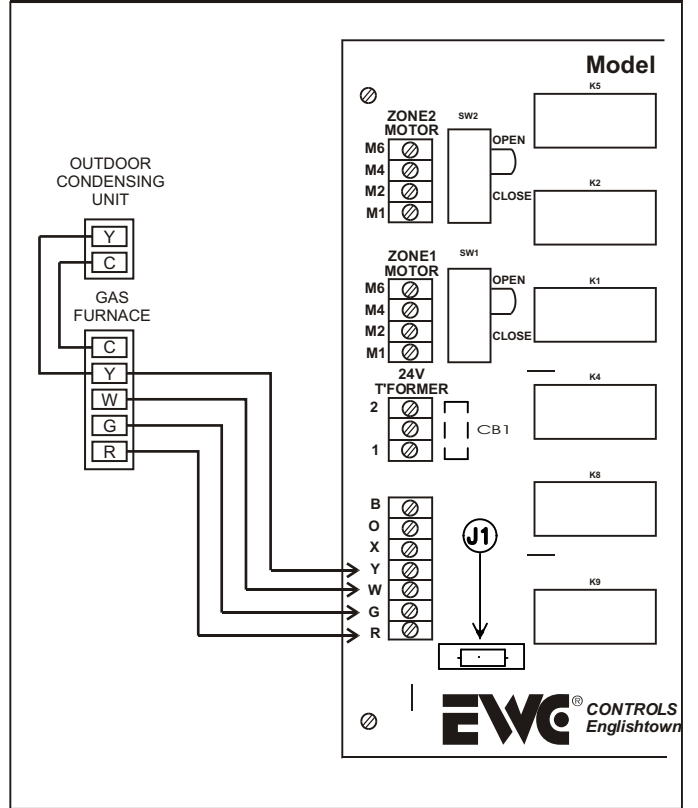 Model
K5
ZONE2
MOTOR
SW2
M6
M4
M2
M1
OPEN
CLOSE
K2
OUTDOOR
CONDENSING
UNIT
Y
C
GAS
FURNACE
C
Y
W
G
R
ZONE1
MOTOR
SW1
M6
M4
M2
M1
OPEN
CLOSE
K1
24V
T'FORMER
2
1
CB1
K4
K8
B
O
X
Y
W
G
R
J1
K9
EWC® CONTROLS
Englishtown